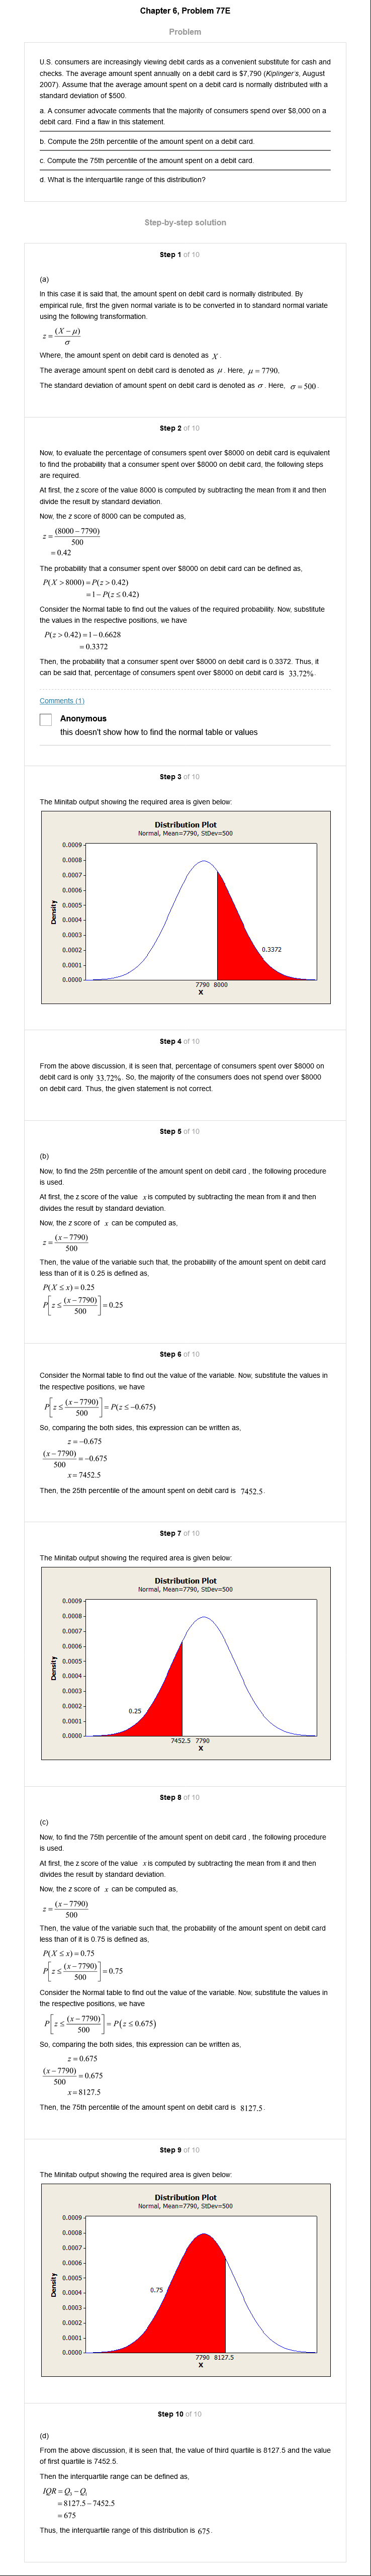 Chapter 6, Problem 77E
Problem
U.S. consumers are increasingly viewing debit cards as a convenient substitute for cash and
checks. The average amount spent annually on a debit card is $7,790 (Kiplinger's, August
2007). Assume that the average amount spent on a debit card is normally distributed with a
standard deviation of $500.
a. A consumer advocate comments that the majority of consumers spend over $8,000 on a
debit card. Find a flaw in this statement.
b. Compute the 25th percentile of the amount spent on a debit card.
c. Compute the 75th percentile of the amount spent on a debit card.
d. What is the interquartile range of this distribution?
Step-by-step solution
Step 1 of 10
(a)
In this case it is said that, the amount spent on debit card is normally distributed. By
empirical rule, first the given normal variate is to be converted in to standard normal variate
using the following transformation.
z = (X − μ)
σ
Where, the amount spent on debit card is denoted as X .
The average amount spent on debit card is denoted as μ . Here, μ = 7790.
The standard deviation of amount spent on debit card is denoted as σ . Here, σ = 500 .
Step 2 of 10
Now, to evaluate the percentage of consumers spent over $8000 on debit card is equivalent
to find the probability that a consumer spent over $8000 on debit card, the following steps
are required.
At first, the z score of the value 8000 is computed by subtracting the mean from it and then
divide the result by standard deviation.
Now, the z score of 8000 can be computed as,
z = (8000 − 7790)
500
= 0.42
The probability that a consumer spent over $8000 on debit card can be defined as,
P(X > 8000) = P(z > 0.42)
= 1 − P(z ≤ 0.42)
Consider the Normal table to find out the values of the required probability. Now, substitute
the values in the respective positions, we have
P(z > 0.42) = 1 − 0.6628
= 0.3372
Then, the probability that a consumer spent over $8000 on debit card is 0.3372. Thus, it
can be said that, percentage of consumers spent over $8000 on debit card is 33.72% .
Comments (1)
Anonymous
this doesn't show how to find the normal table or values
Step 3 of 10
The Minitab output showing the required area is given below:
Distribution Plot
Normal, Mean=7790, StDev=500
0.0009
0.0008
0.0007
0.0006
0.0005
0.0004
0.0003
0.0002
0.0001
0.0000
Density
0.3372
7790 8000
X
Step 4 of 10
From the above discussion, it is seen that, percentage of consumers spent over $8000 on
debit card is only 33.72% . So, the majority of the consumers does not spend over $8000
on debit card. Thus, the given statement is not correct.
Step 5 of 10
(b)
Now, to find the 25th percentile of the amount spent on debit card , the following procedure
is used.
At first, the z score of the value x is computed by subtracting the mean from it and then
divides the result by standard deviation.
Now, the z score of x can be computed as,
z = (x − 7790)
500
Then, the value of the variable such that, the probability of the amount spent on debit card
less than of it is 0.25 is defined as,
P(X ≤ x) = 0.25
P[z ≤ (x − 7790)/500] = 0.25
Step 6 of 10
Consider the Normal table to find out the value of the variable. Now, substitute the values in
the respective positions, we have
P[z ≤ (x − 7790)/500] = P(z ≤ −0.675)
So, comparing the both sides, this expression can be written as,
z = −0.675
(x − 7790)/500 = −0.675
x = 7452.5
Then, the 25th percentile of the amount spent on debit card is 7452.5 .
Step 7 of 10
The Minitab output showing the required area is given below:
Distribution Plot
Normal, Mean=7790, StDev=500
0.0009
0.0008
0.0007
0.0006
0.0005
0.0004
0.0003
0.0002
0.0001
0.0000
Density
0.25
7452.5 7790
X
Step 8 of 10
(c)
Now, to find the 75th percentile of the amount spent on debit card , the following procedure
is used.
At first, the z score of the value x is computed by subtracting the mean from it and then
divides the result by standard deviation.
Now, the z score of x can be computed as,
z = (x − 7790)
500
Then, the value of the variable such that, the probability of the amount spent on debit card
less than of it is 0.75 is defined as,
P(X ≤ x) = 0.75
P[z ≤ (x − 7790)/500] = 0.75
Consider the Normal table to find out the value of the variable. Now, substitute the values in
the respective positions, we have
P[z ≤ (x − 7790)/500] = P(z ≤ 0.675)
So, comparing the both sides, this expression can be written as,
z = 0.675
(x − 7790)/500 = 0.675
x = 8127.5
Then, the 75th percentile of the amount spent on debit card is 8127.5 .
Step 9 of 10
The Minitab output showing the required area is given below:
Distribution Plot
Normal, Mean=7790, StDev=500
0.0009
0.0008
0.0007
0.0006
0.0005
0.0004
0.0003
0.0002
0.0001
0.0000
Density
0.75
7790 8127.5
X
Step 10 of 10
(d)
From the above discussion, it is seen that, the value of third quartile is 8127.5 and the value
of first quartile is 7452.5.
Then the interquartile range can be defined as,
IQR = Q₃ − Q₁
= 8127.5 − 7452.5
= 675
Thus, the interquartile range of this distribution is 675 .